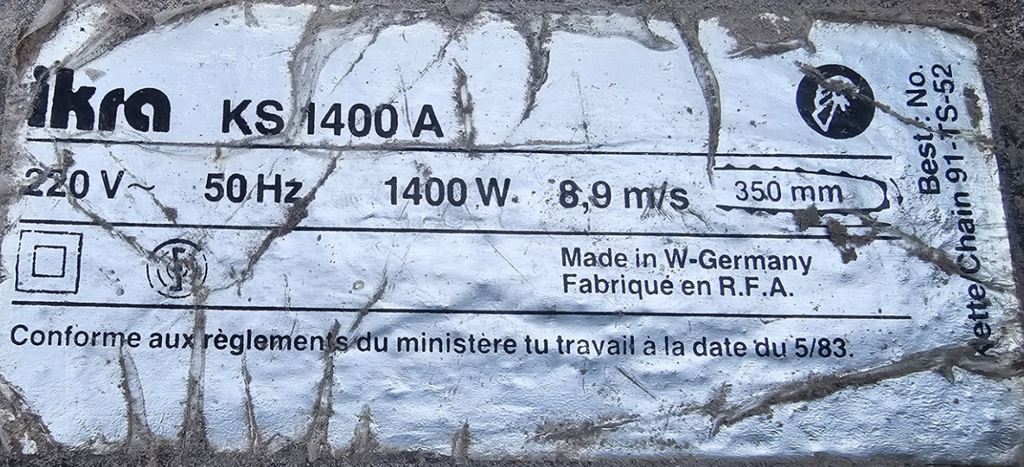 ikra KS 1400 A
220 V~ 50 Hz 1400 W. 8,9 m/s 350 mm
Made in W-Germany
Fabriqué en R.F.A.
Conforme aux règlements du ministère tu travail à la date du 5/83.
Best.: No.
Kette/Chain 91-TS-52